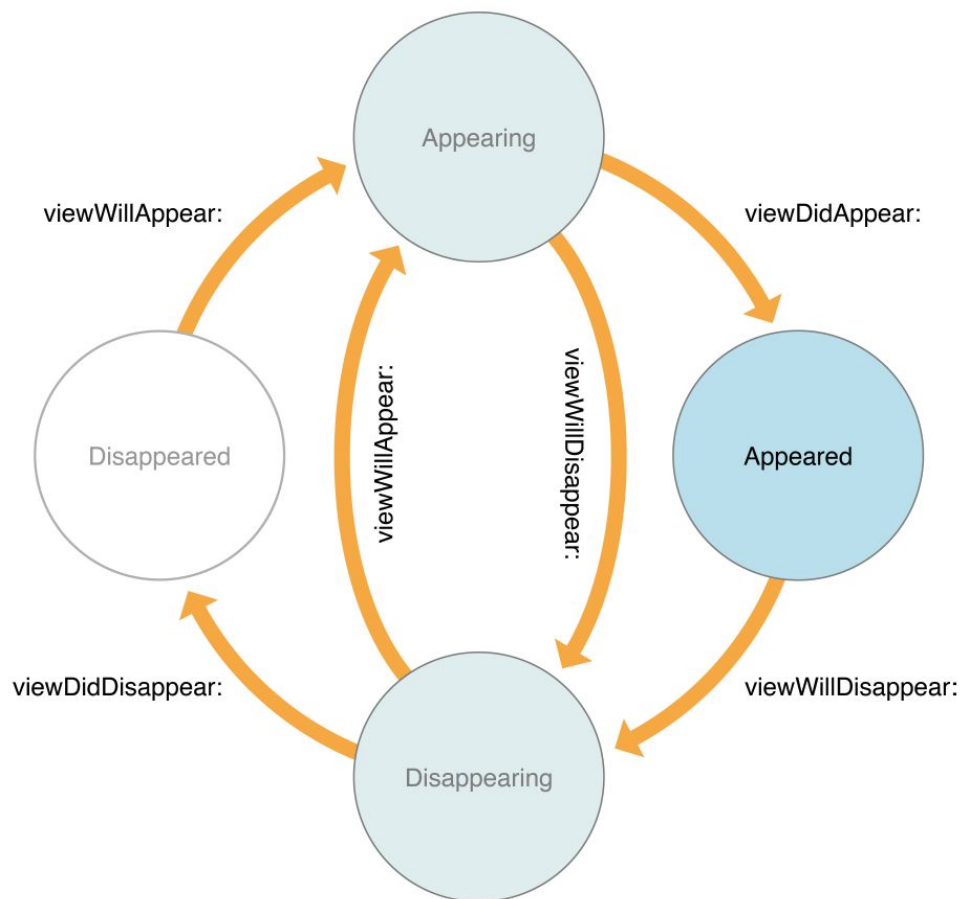 Appearing
viewWillAppear:
viewDidAppear:
viewWillAppear:
viewWillDisappear:
Disappeared
Appeared
viewDidDisappear:
viewWillDisappear:
Disappearing